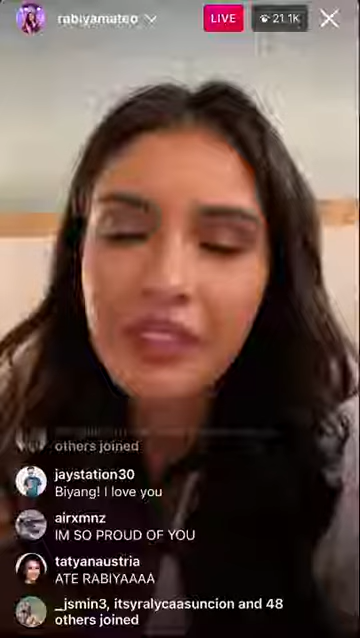 rabiyamateo
LIVE
21.1K
others joined
jaystation30
Biyang! I love you
airxmnz
IM SO PROUD OF YOU
tatyanaustria
ATE RABIYAAAA
_jsmin3, itsyralycaasuncion and 48
others joined